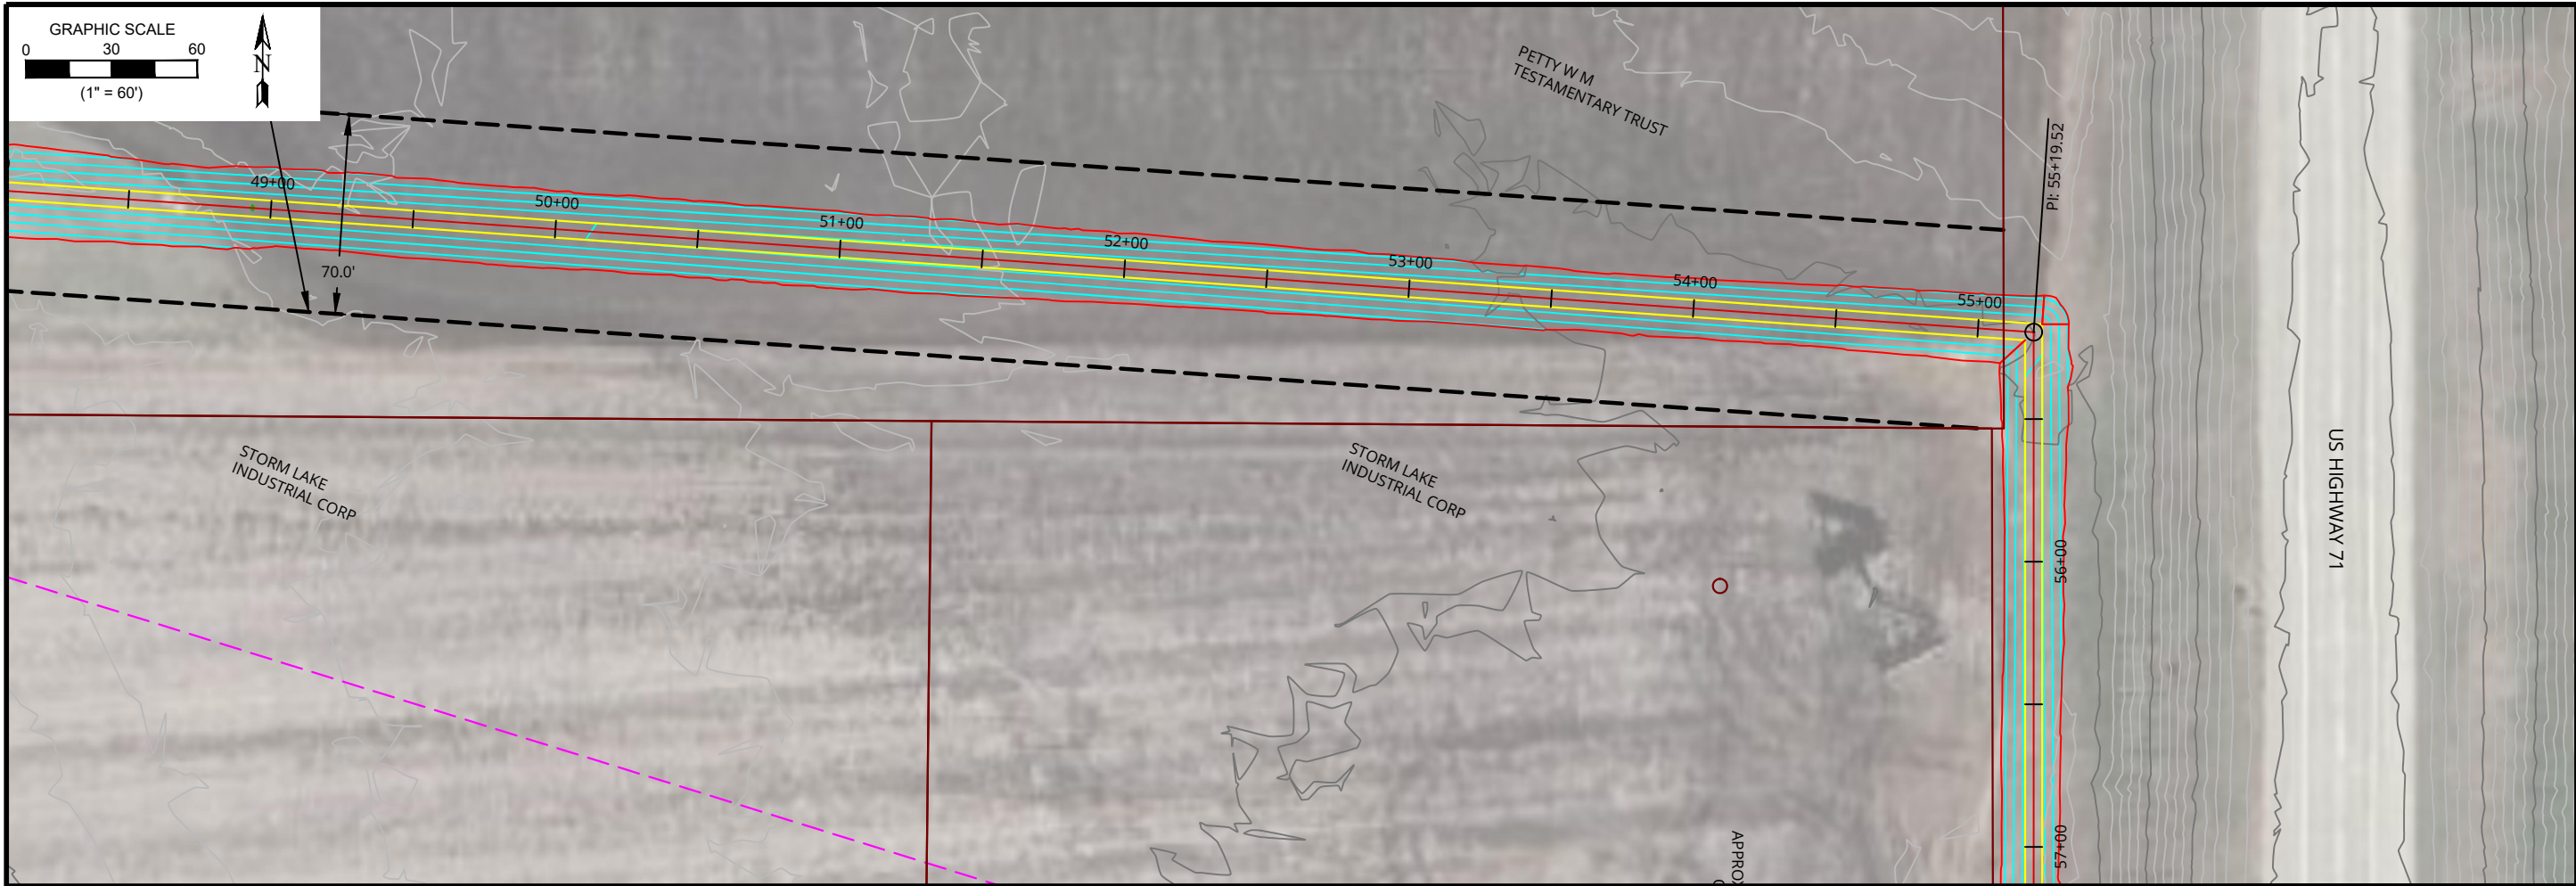 GRAPHIC SCALE
0 30 60
(1" = 60')
N
PETTY W M
TESTAMENTARY TRUST
PI: 55+19.52
49+00
50+00
51+00
52+00
53+00
54+00
55+00
70.0'
STORM LAKE
INDUSTRIAL CORP
STORM LAKE
INDUSTRIAL CORP
US HIGHWAY 71
56+00
57+00